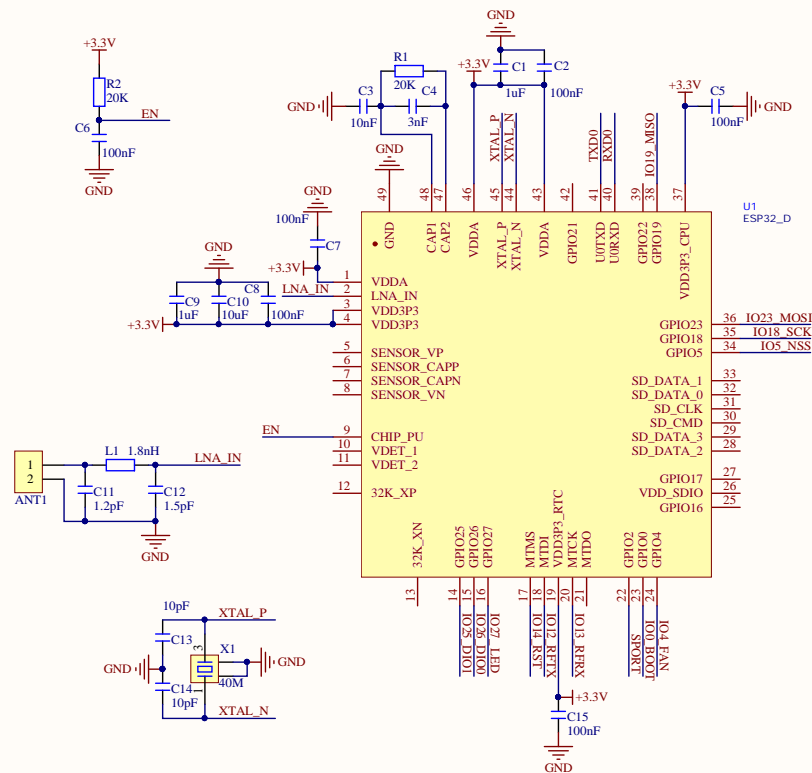 GND
+3.3V
R2
20K
EN
C6
100nF
GND
R1
20K
C3
C4
GND
10nF
3nF
GND
+3.3V
C1
C2
1uF
100nF
+3.3V
C5
GND
100nF
XTAL_P
XTAL_N
TXD0
RXD0
IO19_MISO
GND
49
48
47
46
45
44
43
42
41
40
39
38
37
U1
ESP32_D
GND
CAP1
CAP2
VDDA
XTAL_P
XTAL_N
VDDA
GPIO21
U0TXD
U0RXD
GPIO22
GPIO19
VDD3P3_CPU
GND
100nF
C7
+3.3V
GND
LNA_IN
C9
C10
C8
1uF
10uF
100nF
+3.3V
1 VDDA
2 LNA_IN
3 VDD3P3
4 VDD3P3
5 SENSOR_VP
6 SENSOR_CAPP
7 SENSOR_CAPN
8 SENSOR_VN
EN
9 CHIP_PU
10 VDET_1
11 VDET_2
12 32K_XP
GPIO23 36 IO23_MOSI
GPIO18 35 IO18_SCK
GPIO5 34 IO5_NSS
SD_DATA_1 33
SD_DATA_0 32
SD_CLK 31
SD_CMD 30
SD_DATA_3 29
SD_DATA_2 28
GPIO17 27
VDD_SDIO 26
GPIO16 25
32K_XN
GPIO25
GPIO26
GPIO27
MTMS
MTDI
VDD3P3_RTC
MTCK
MTDO
GPIO2
GPIO0
GPIO4
13
14
15
16
17
18
19
20
21
22
23
24
IO25_DIO1
IO26_DIO0
IO27_LED
IO14_RST
IO12_RFTX
IO13_RFRX
SPORT
IO0_BOOT
IO4_FAN
+3.3V
C15
100nF
GND
1
2
ANT1
L1 1.8nH
LNA_IN
C11
1.2pF
C12
1.5pF
GND
10pF
XTAL_P
C13
3
X1
GND
GND
C14
1
40M
10pF
XTAL_N